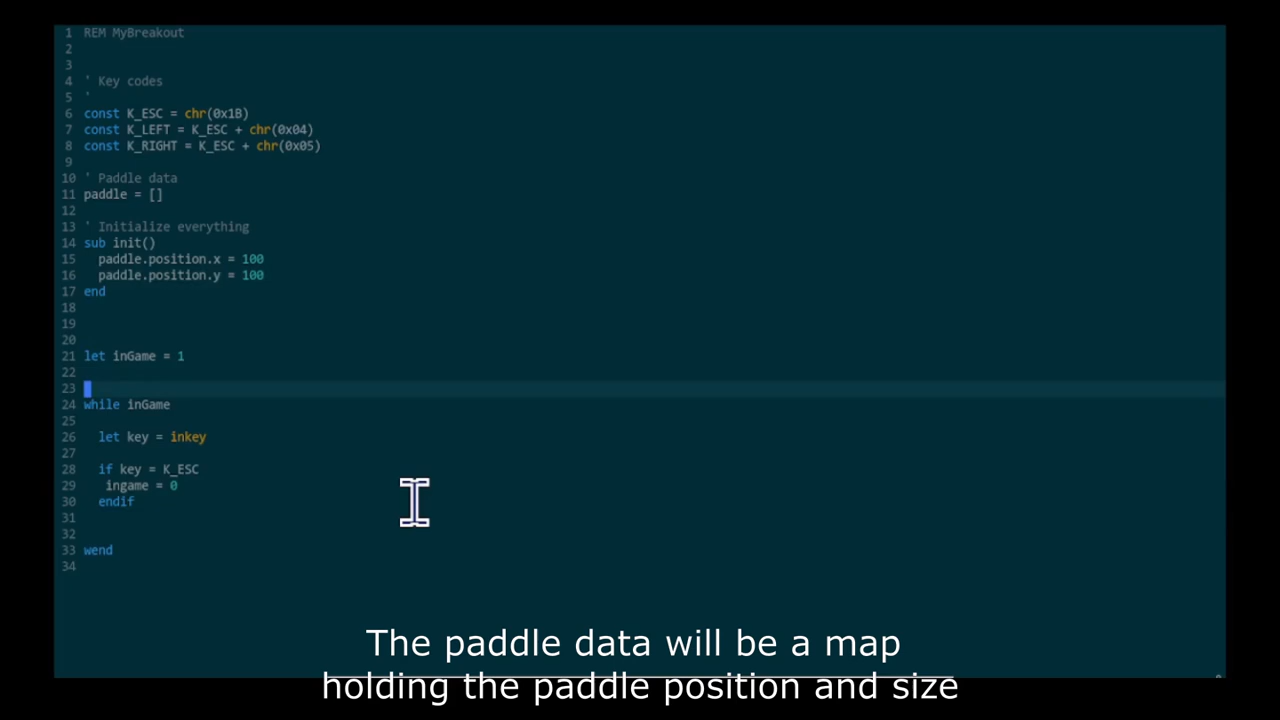 1 REM MyBreakout
2
3
4 ' Key codes
5 '
6 const K_ESC = chr(0x1B)
7 const K_LEFT = K_ESC + chr(0x04)
8 const K_RIGHT = K_ESC + chr(0x05)
9
10 ' Paddle data
11 paddle = []
12
13 ' Initialize everything
14 sub init()
15   paddle.position.x = 100
16   paddle.position.y = 100
17 end
18
19
20
21 let inGame = 1
22
23
24 while inGame
25
26   let key = inkey
27
28   if key = K_ESC
29    ingame = 0
30   endif
31
32
33 wend
34
The paddle data will be a map
holding the paddle position and size